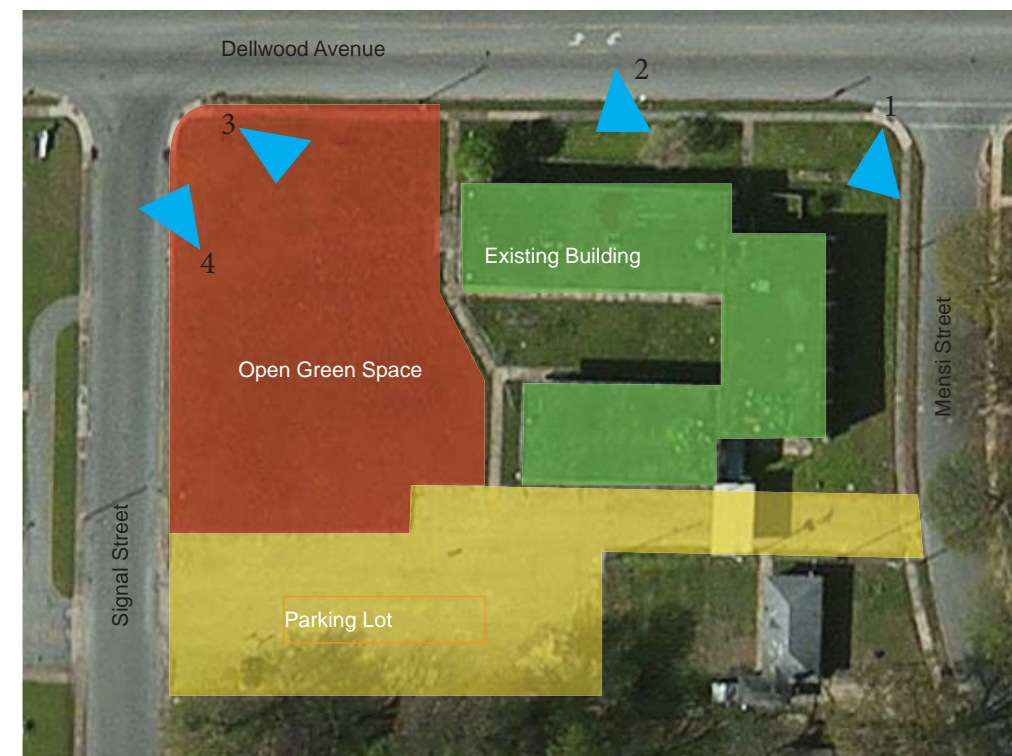 Dellwood Avenue
2
1
3
4
Existing Building
Open Green Space
Mensi Street
Signal Street
Parking Lot